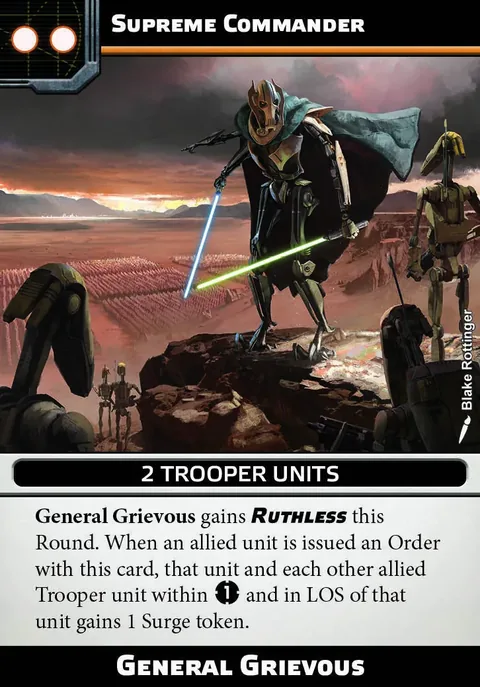 Supreme Commander
Blake Rottinger
2 TROOPER UNITS
General Grievous gains Ruthless this
Round. When an allied unit is issued an Order
with this card, that unit and each other allied
Trooper unit within 1 and in LOS of that
unit gains 1 Surge token.
General Grievous